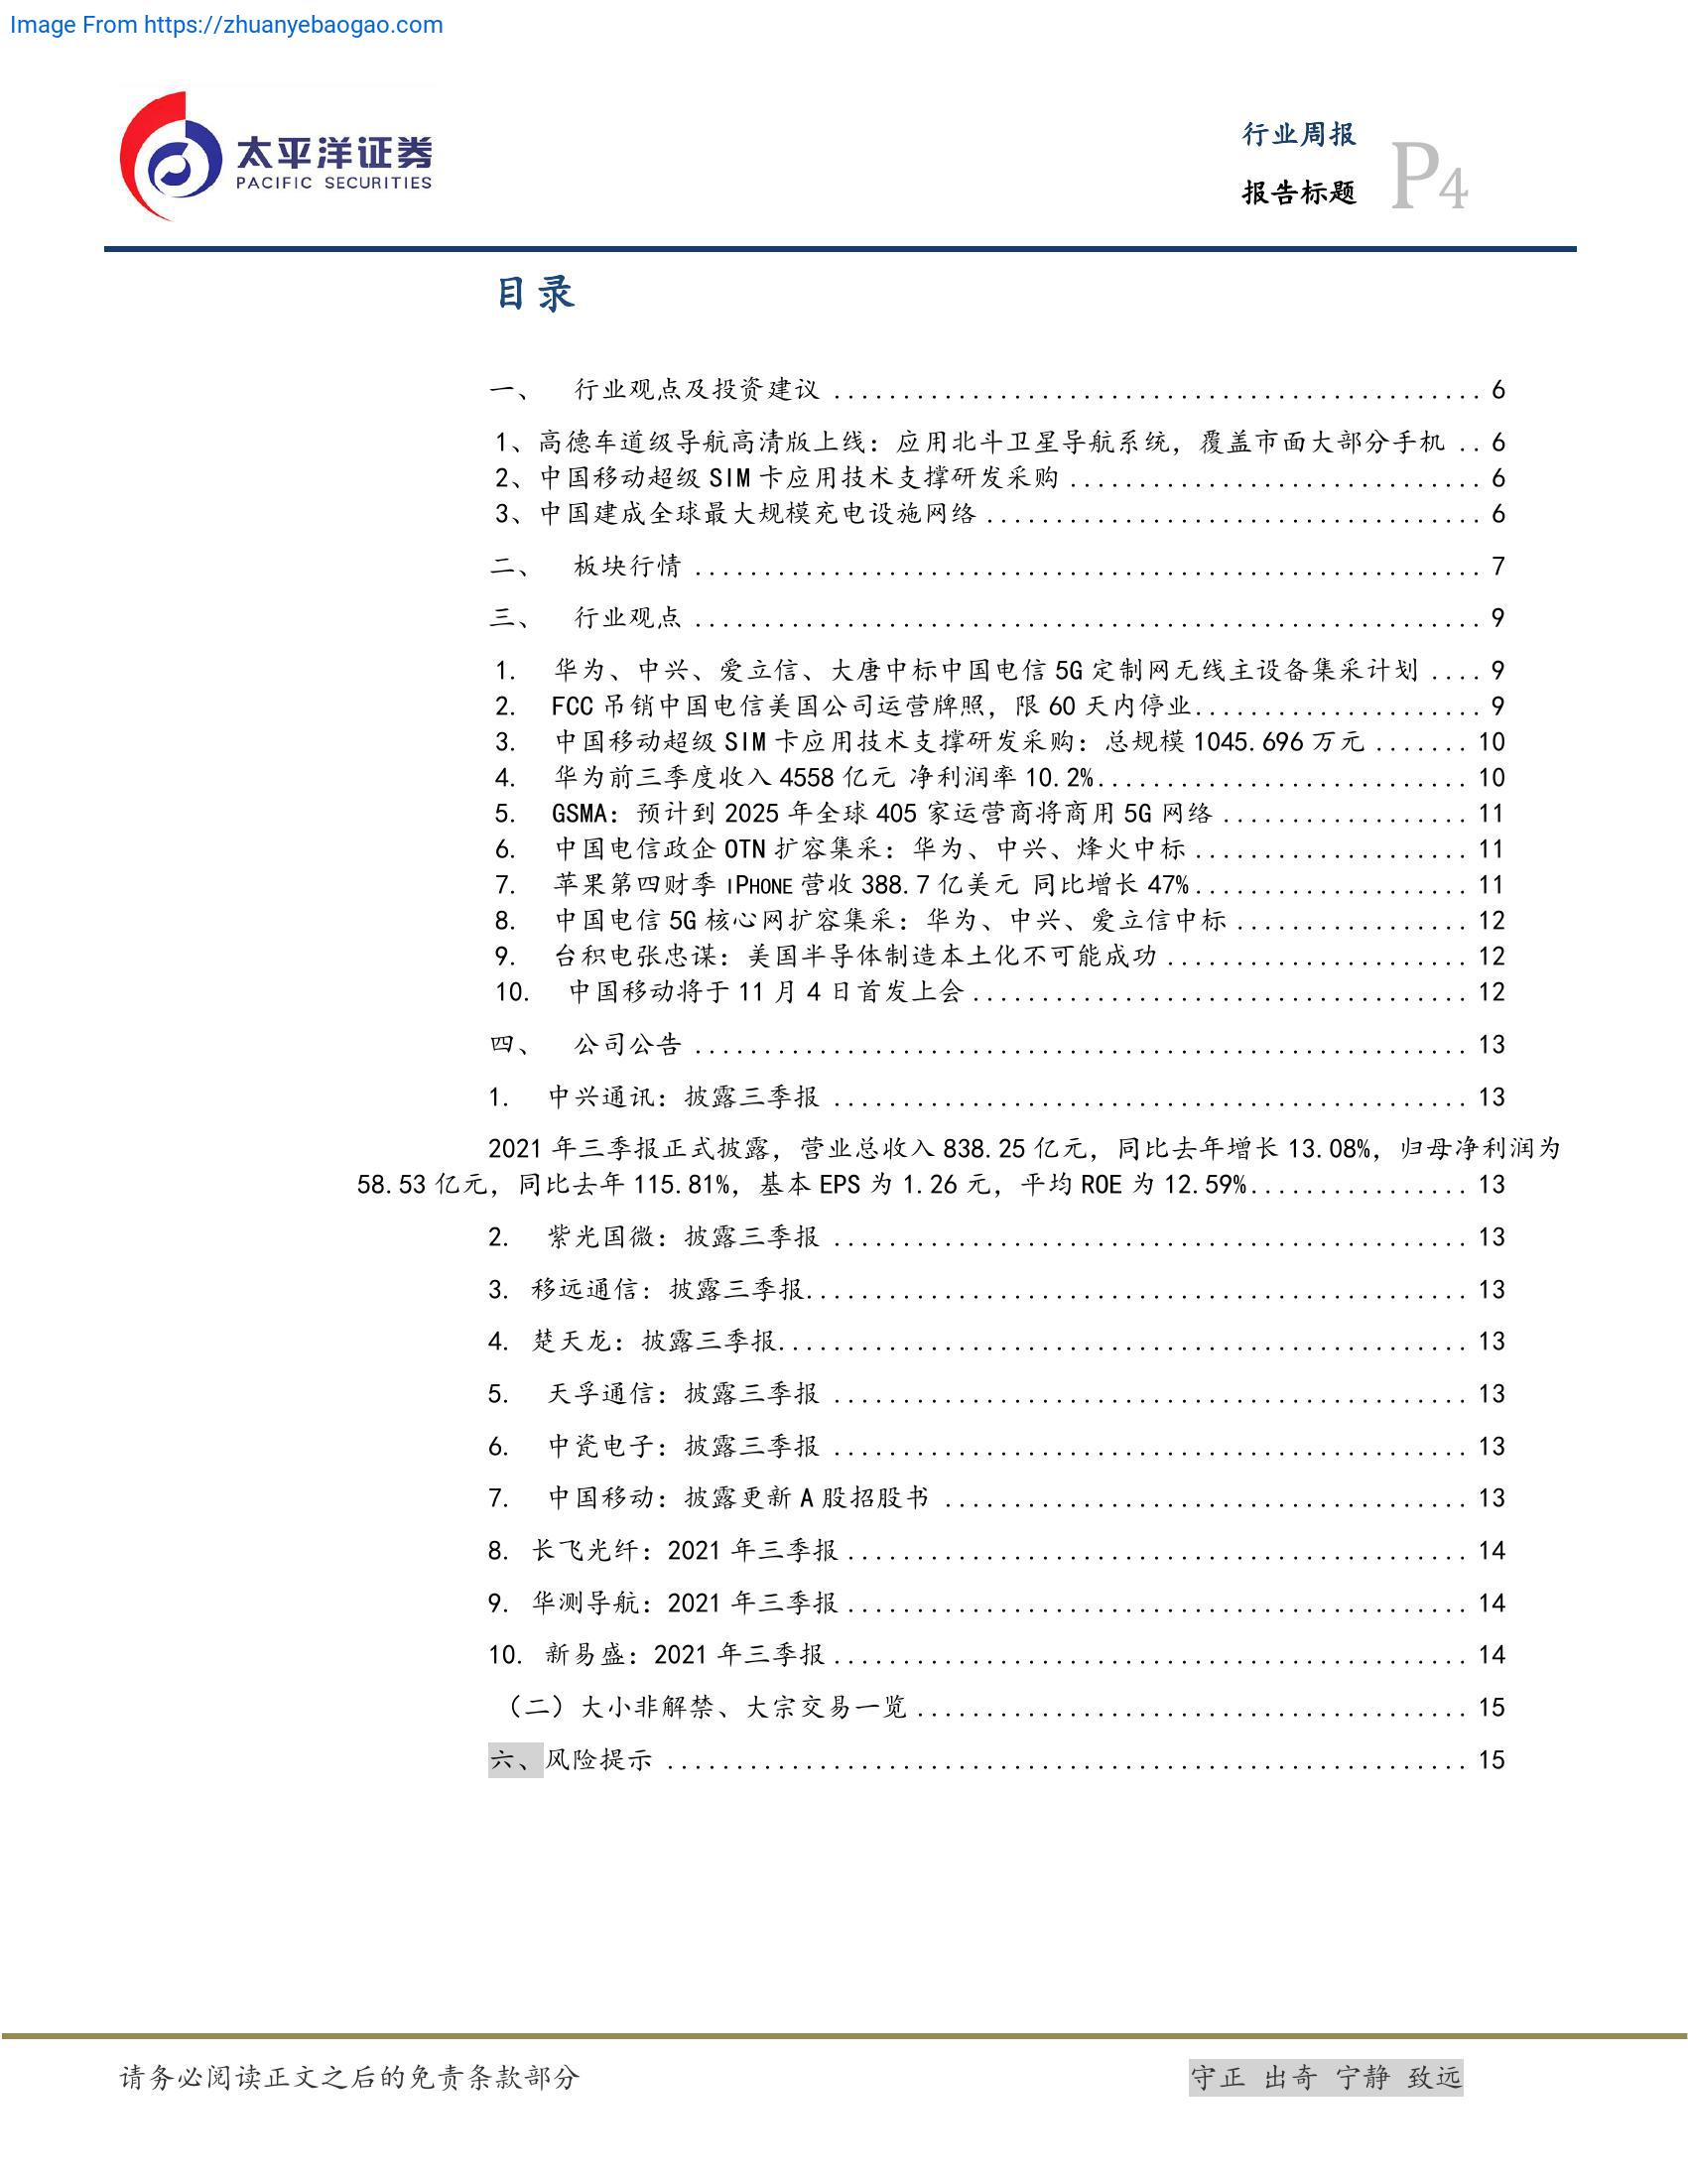 Image From https://zhuanyebaogao.com
太平洋证券
PACIFIC SECURITIES
行业周报
报告标题
P4
目录
一、 行业观点及投资建议 ............................................... 6
1、高德车道级导航高清版上线：应用北斗卫星导航系统，覆盖市面大部分手机 .. 6
2、中国移动超级 SIM 卡应用技术支撑研发采购 .............................. 6
3、中国建成全球最大规模充电设施网络 .................................... 6
二、 板块行情 ......................................................... 7
三、 行业观点 ......................................................... 9
1. 华为、中兴、爱立信、大唐中标中国电信 5G 定制网无线主设备集采计划 .... 9
2. FCC 吊销中国电信美国公司运营牌照，限 60 天内停业..................... 9
3. 中国移动超级 SIM 卡应用技术支撑研发采购：总规模 1045.696 万元 ....... 10
4. 华为前三季度收入 4558 亿元 净利润率 10.2%........................... 10
5. GSMA：预计到 2025 年全球 405 家运营商将商用 5G 网络 .................. 11
6. 中国电信政企 OTN 扩容集采：华为、中兴、烽火中标 .................... 11
7. 苹果第四财季 iPhone 营收 388.7 亿美元 同比增长 47%.................... 11
8. 中国电信 5G 核心网扩容集采：华为、中兴、爱立信中标 ................. 12
9. 台积电张忠谋：美国半导体制造本土化不可能成功 ...................... 12
10. 中国移动将于 11 月 4 日首发上会 .................................... 12
四、 公司公告 ........................................................ 13
1. 中兴通讯：披露三季报 .............................................. 13
2021 年三季报正式披露，营业总收入 838.25 亿元，同比去年增长 13.08%，归母净利润为
58.53 亿元，同比去年 115.81%，基本 EPS 为 1.26 元，平均 ROE 为 12.59%................ 13
2. 紫光国微：披露三季报 .............................................. 13
3. 移远通信：披露三季报................................................ 13
4. 楚天龙：披露三季报.................................................. 13
5. 天孚通信：披露三季报 .............................................. 13
6. 中瓷电子：披露三季报 .............................................. 13
7. 中国移动：披露更新 A 股招股书 ...................................... 13
8. 长飞光纤：2021 年三季报 ............................................. 14
9. 华测导航：2021 年三季报 ............................................. 14
10. 新易盛：2021 年三季报 .............................................. 14
（二）大小非解禁、大宗交易一览 ........................................ 15
六、风险提示 .......................................................... 15
请务必阅读正文之后的免责条款部分
守正 出奇 宁静 致远